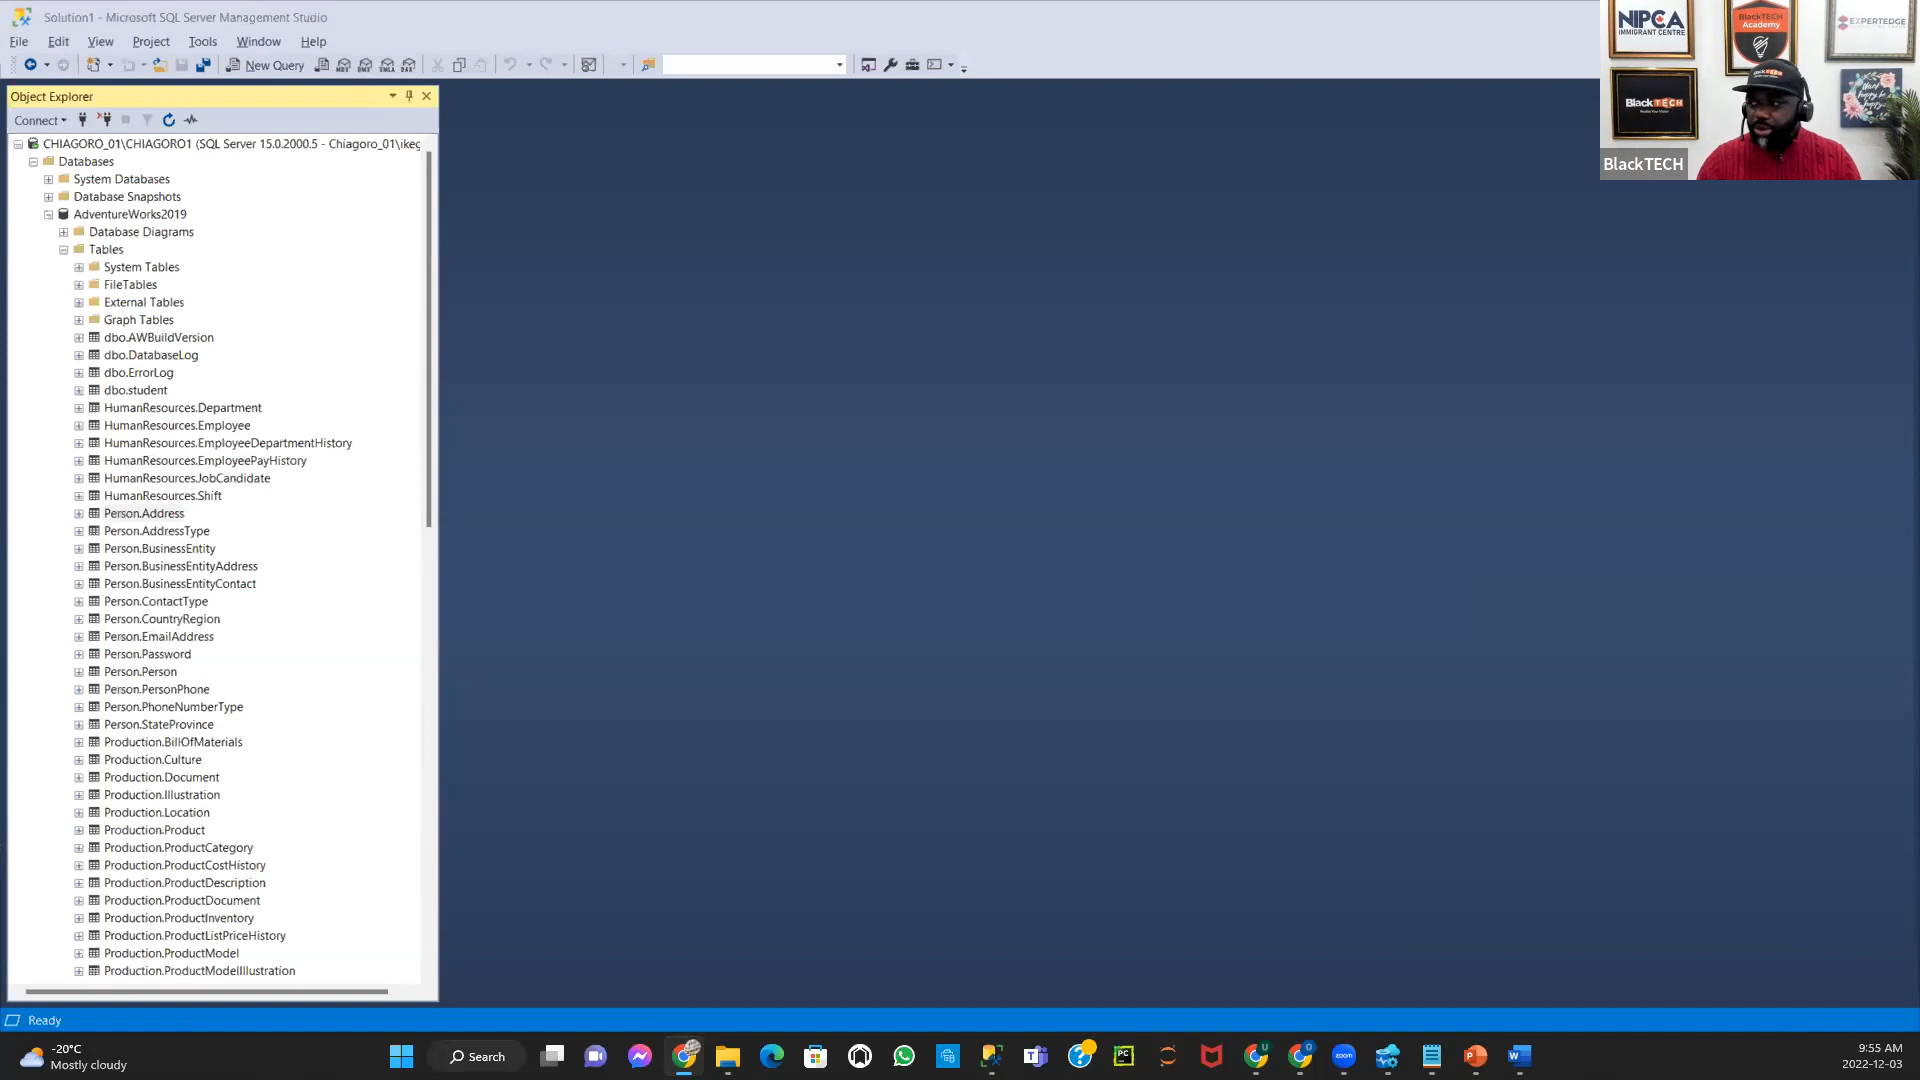 Solution1 - Microsoft SQL Server Management Studio
File Edit View Project Tools Window Help
New Query
Object Explorer
Connect
CHIAGORO_01\CHIAGORO1 (SQL Server 15.0.2000.5 - Chiagoro_01\ikeg
Databases
System Databases
Database Snapshots
AdventureWorks2019
Database Diagrams
Tables
System Tables
FileTables
External Tables
Graph Tables
dbo.AWBuildVersion
dbo.DatabaseLog
dbo.ErrorLog
dbo.student
HumanResources.Department
HumanResources.Employee
HumanResources.EmployeeDepartmentHistory
HumanResources.EmployeePayHistory
HumanResources.JobCandidate
HumanResources.Shift
Person.Address
Person.AddressType
Person.BusinessEntity
Person.BusinessEntityAddress
Person.BusinessEntityContact
Person.ContactType
Person.CountryRegion
Person.EmailAddress
Person.Password
Person.Person
Person.PersonPhone
Person.PhoneNumberType
Person.StateProvince
Production.BillOfMaterials
Production.Culture
Production.Document
Production.Illustration
Production.Location
Production.Product
Production.ProductCategory
Production.ProductCostHistory
Production.ProductDescription
Production.ProductDocument
Production.ProductInventory
Production.ProductListPriceHistory
Production.ProductModel
Production.ProductModelIllustration
NIPCA
IMMIGRANT CENTRE
BlackTECH
Academy
EXPERTEDGE
BlackTECH
BlackTECH
Ready
-20°C
Mostly cloudy
Search
zoom
9:55 AM
2022-12-03